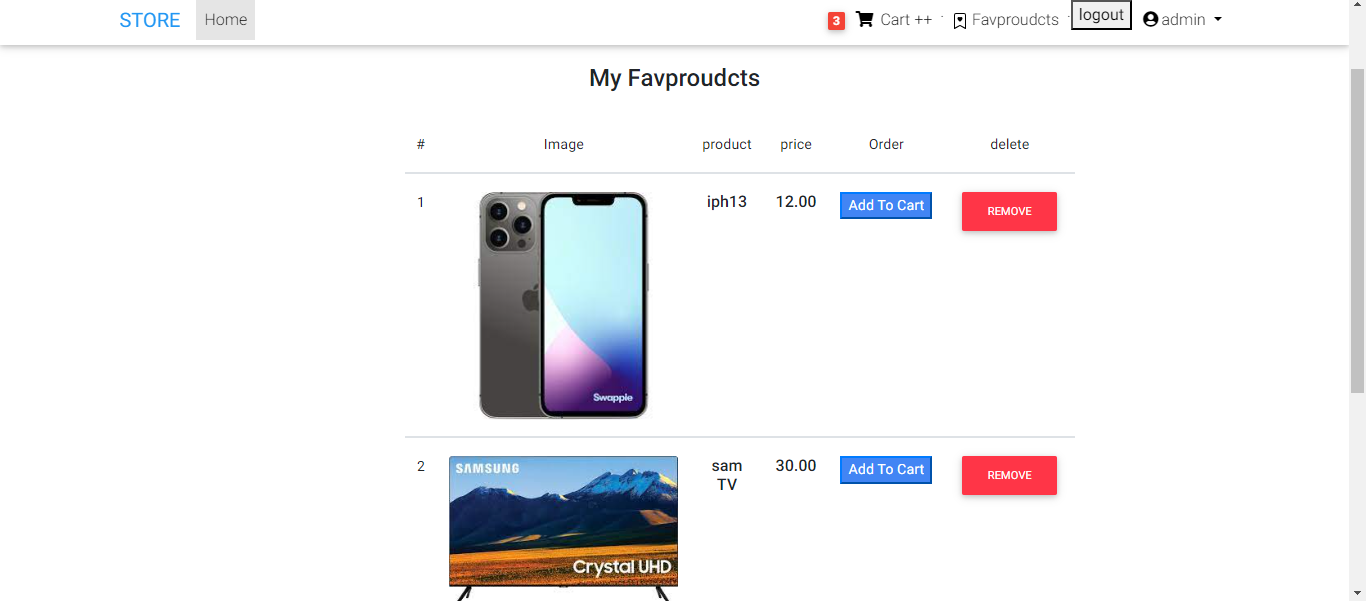 STORE Home 3 Cart ++ Favproudcts logout admin
My Favproudcts
# Image product price Order delete
1 iph13 12.00 Add To Cart REMOVE
Swapple
2 SAMSUNG sam 30.00 Add To Cart REMOVE
TV
Crystal UHD